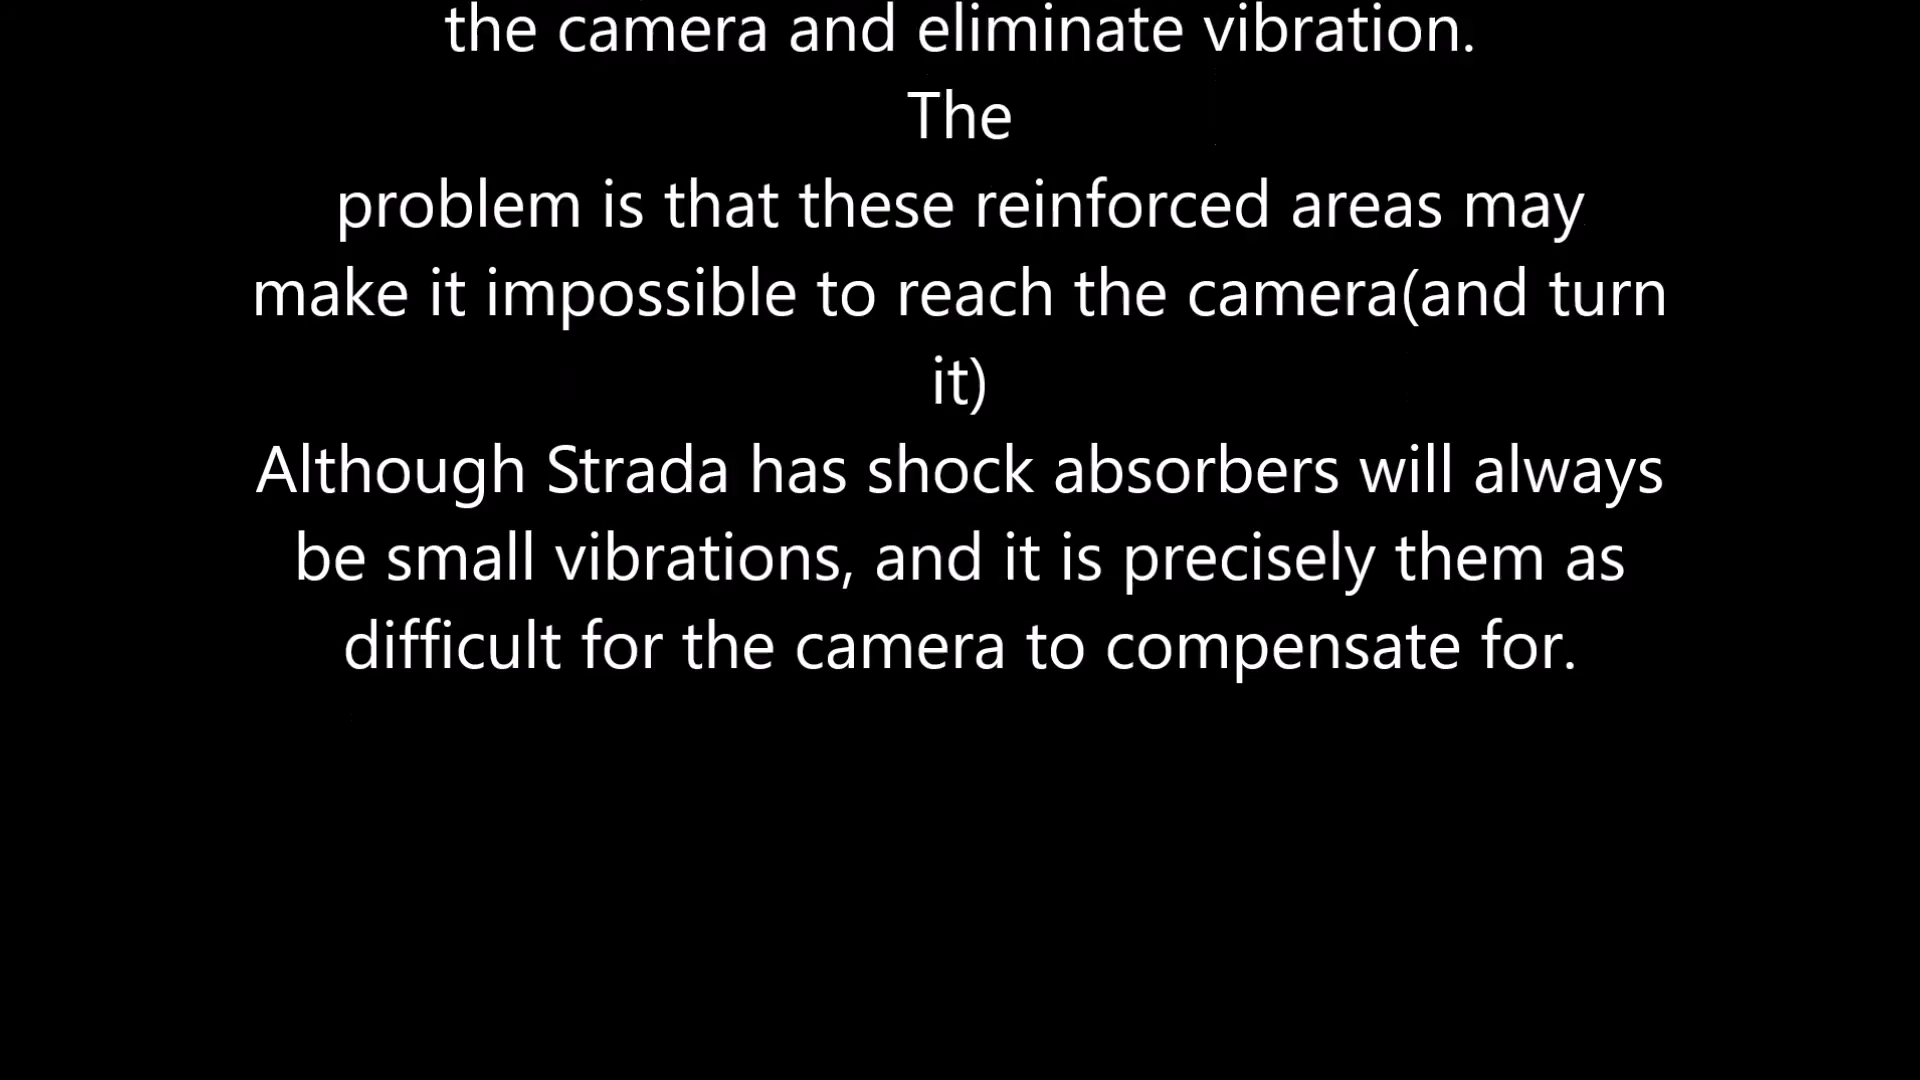 the camera and eliminate vibration.
The
problem is that these reinforced areas may
make it impossible to reach the camera(and turn
it)
Although Strada has shock absorbers will always
be small vibrations, and it is precisely them as
difficult for the camera to compensate for.